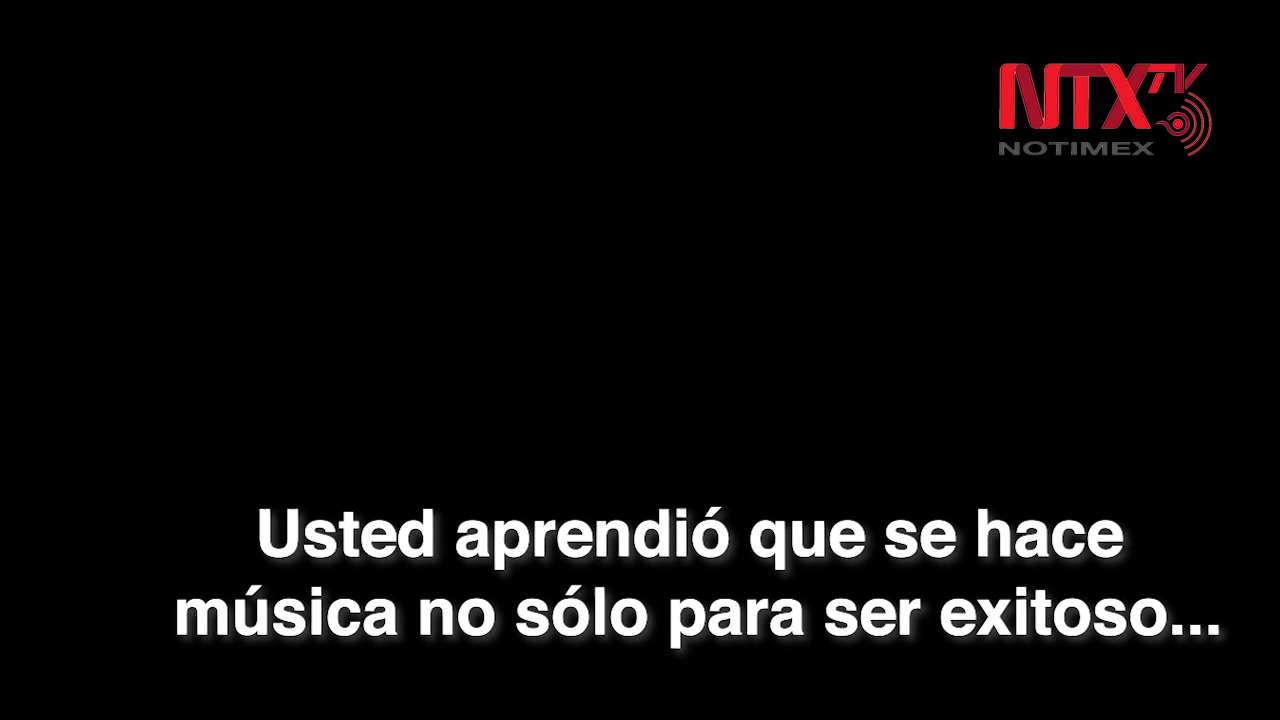 NTX TV
NOTIMEX
Usted aprendió que se hace
música no sólo para ser exitoso...